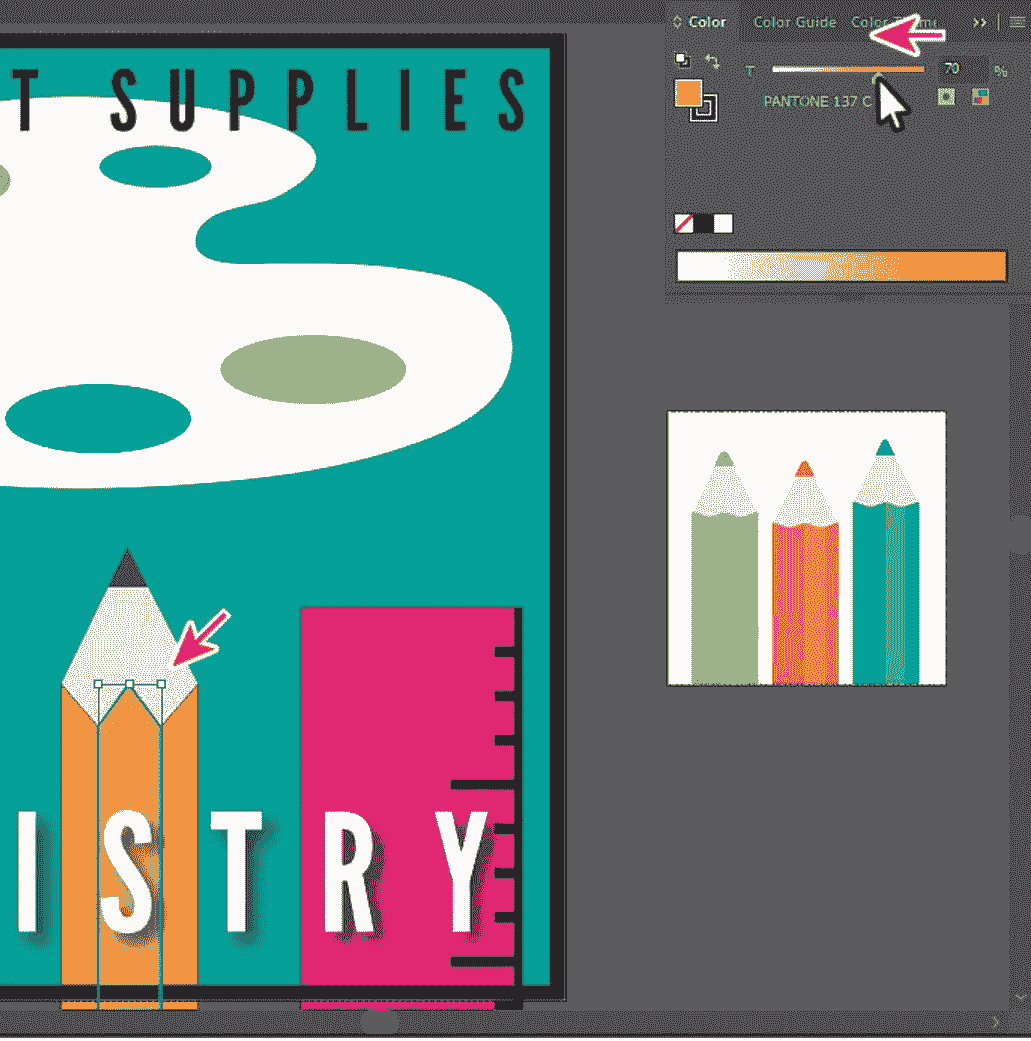 Color Color Guide
T 70 %
PANTONE 137 C
T SUPPLIES
ISTRY